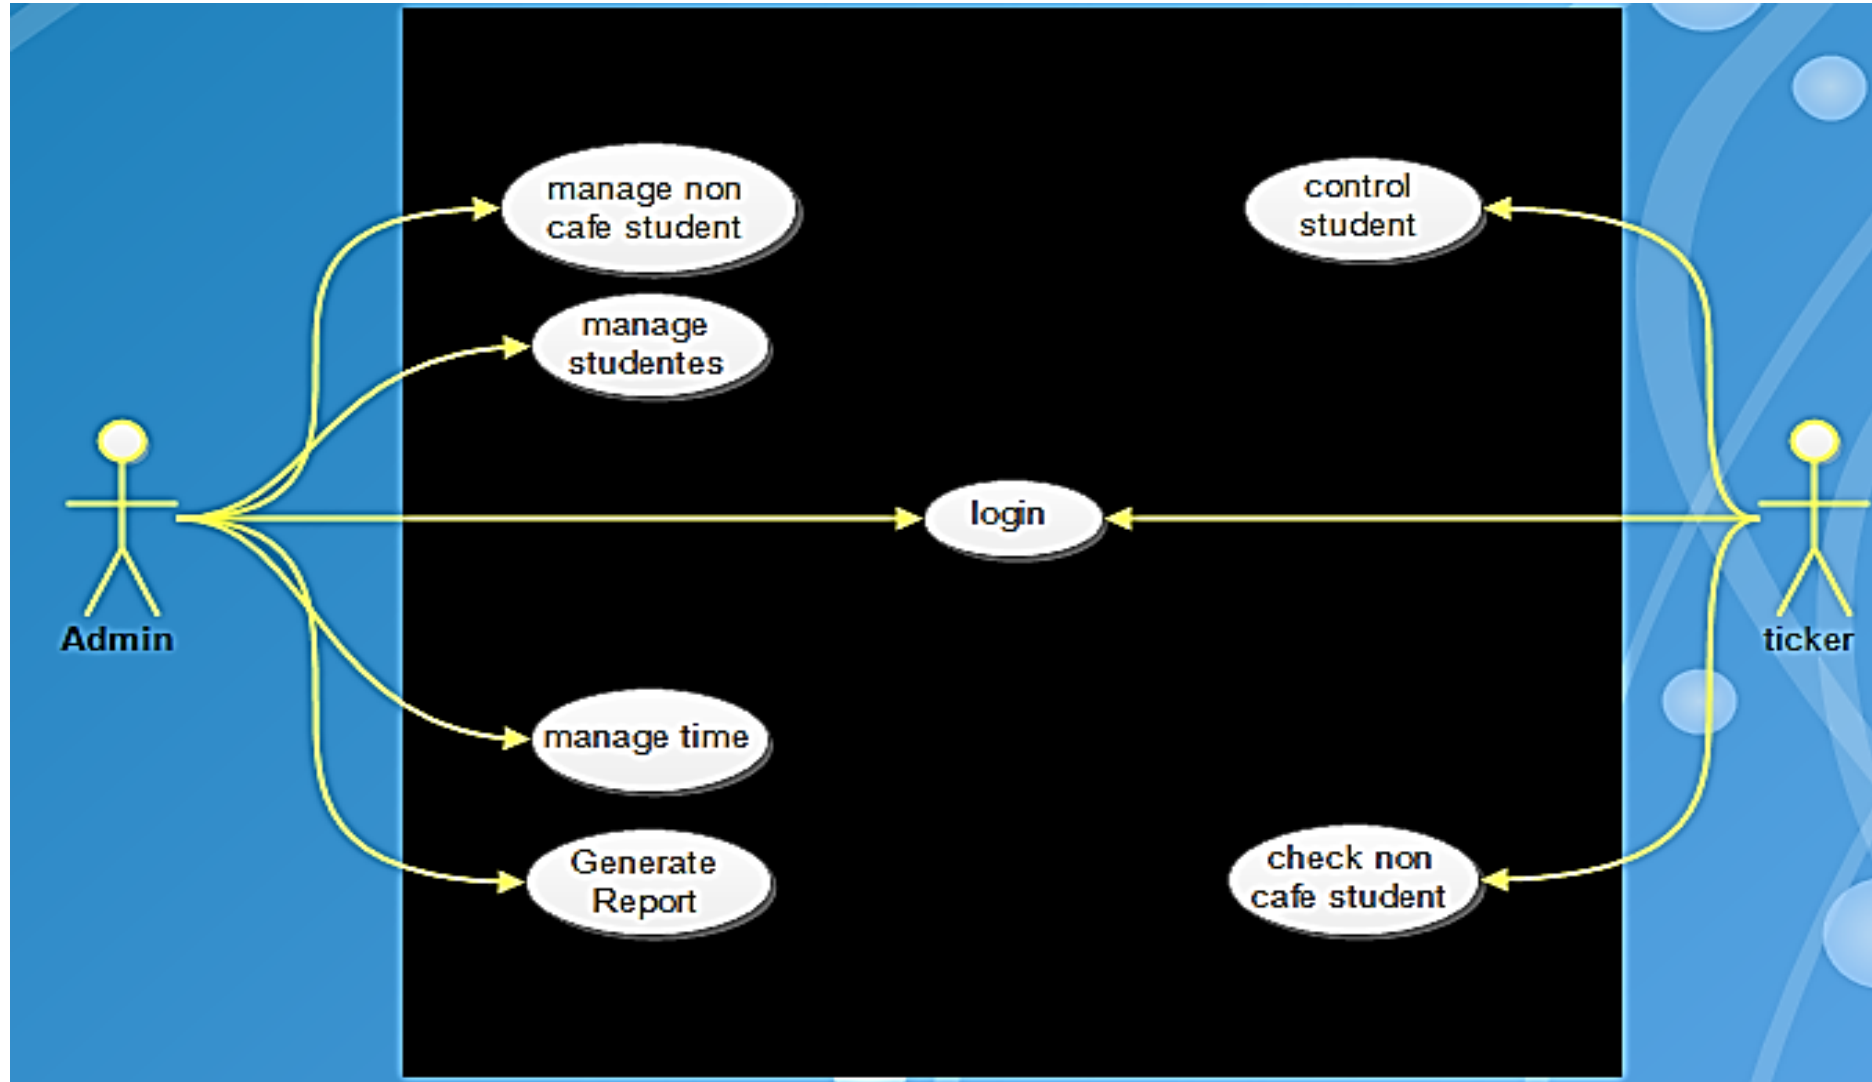 manage non
cafe student
control
student
manage
studentes
login
Admin
ticker
manage time
Generate
Report
check non
cafe student